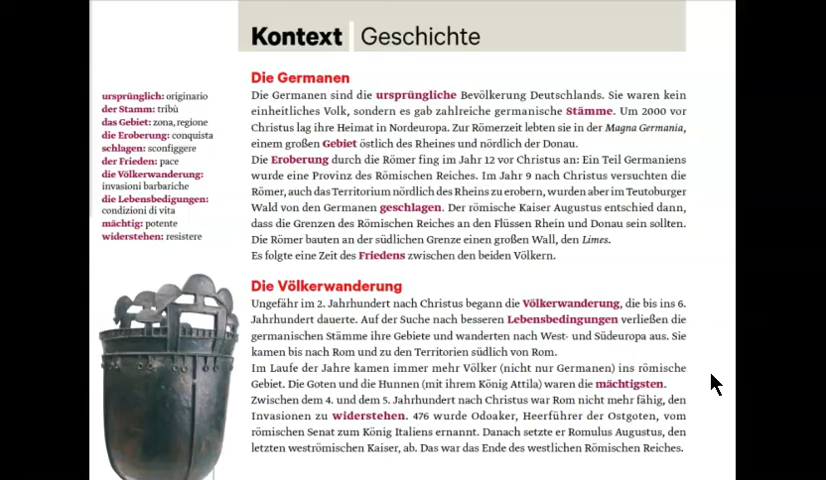 Kontext | Geschichte
ursprünglich: originario
der Stamm: tribù
das Gebiet: zona, regione
die Eroberung: conquista
schlagen: sconfiggere
der Frieden: pace
die Völkerwanderung:
invasioni barbariche
die Lebensbedigungen:
condizioni di vita
mächtig: potente
widerstehen: resistere
Die Germanen
Die Germanen sind die ursprüngliche Bevölkerung Deutschlands. Sie waren kein
einheitliches Volk, sondern es gab zahlreiche germanische Stämme. Um 2000 vor
Christus lag ihre Heimat in Nordeuropa. Zur Römerzeit lebten sie in der Magna Germania,
einem großen Gebiet östlich des Rheines und nördlich der Donau.
Die Eroberung durch die Römer fing im Jahr 12 vor Christus an: Ein Teil Germaniens
wurde eine Provinz des Römischen Reiches. Im Jahr 9 nach Christus versuchten die
Römer, auch das Territorium nördlich des Rheins zu erobern, wurden aber im Teutoburger
Wald von den Germanen geschlagen. Der römische Kaiser Augustus entschied dann,
dass die Grenzen des Römischen Reiches an den Flüssen Rhein und Donau sein sollten.
Die Römer bauten an der südlichen Grenze einen großen Wall, den Limes.
Es folgte eine Zeit des Friedens zwischen den beiden Völkern.
Die Völkerwanderung
Ungefähr im 2. Jahrhundert nach Christus begann die Völkerwanderung, die bis ins 6.
Jahrhundert dauerte. Auf der Suche nach besseren Lebensbedingungen verließen die
germanischen Stämme ihre Gebiete und wanderten nach West- und Südeuropa aus. Sie
kamen bis nach Rom und zu den Territorien südlich von Rom.
Im Laufe der Jahre kamen immer mehr Völker (nicht nur Germanen) ins römische
Gebiet. Die Goten und die Hunnen (mit ihrem König Attila) waren die mächtigsten.
Zwischen dem 4. und dem 5. Jahrhundert nach Christus war Rom nicht mehr fähig, den
Invasionen zu widerstehen. 476 wurde Odoaker, Heerführer der Ostgoten, vom
römischen Senat zum König Italiens ernannt. Danach setzte er Romulus Augustus, den
letzten weströmischen Kaiser, ab. Das war das Ende des westlichen Römischen Reiches.